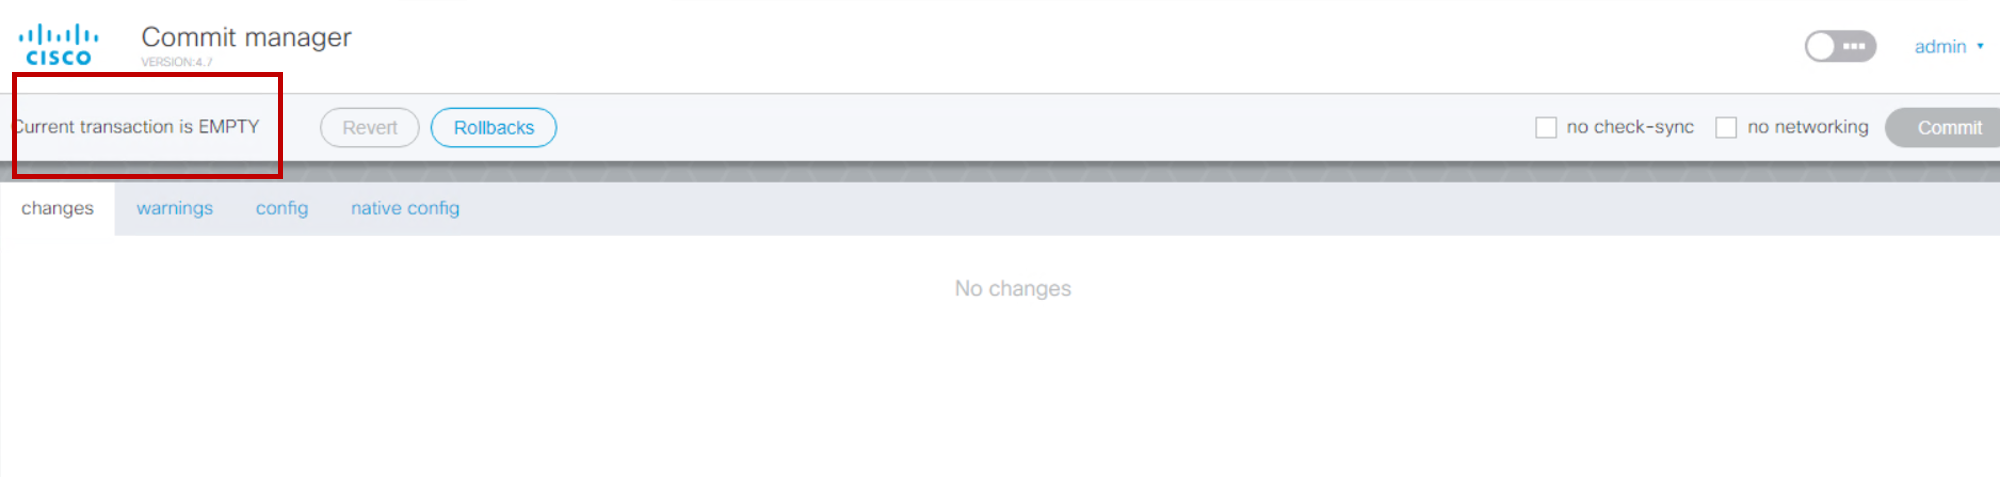 CISCO
Commit manager
VERSION:4.7
admin
Current transaction is EMPTY
Revert
Rollbacks
no check-sync
no networking
Commit
changes
warnings
config
native config
No changes